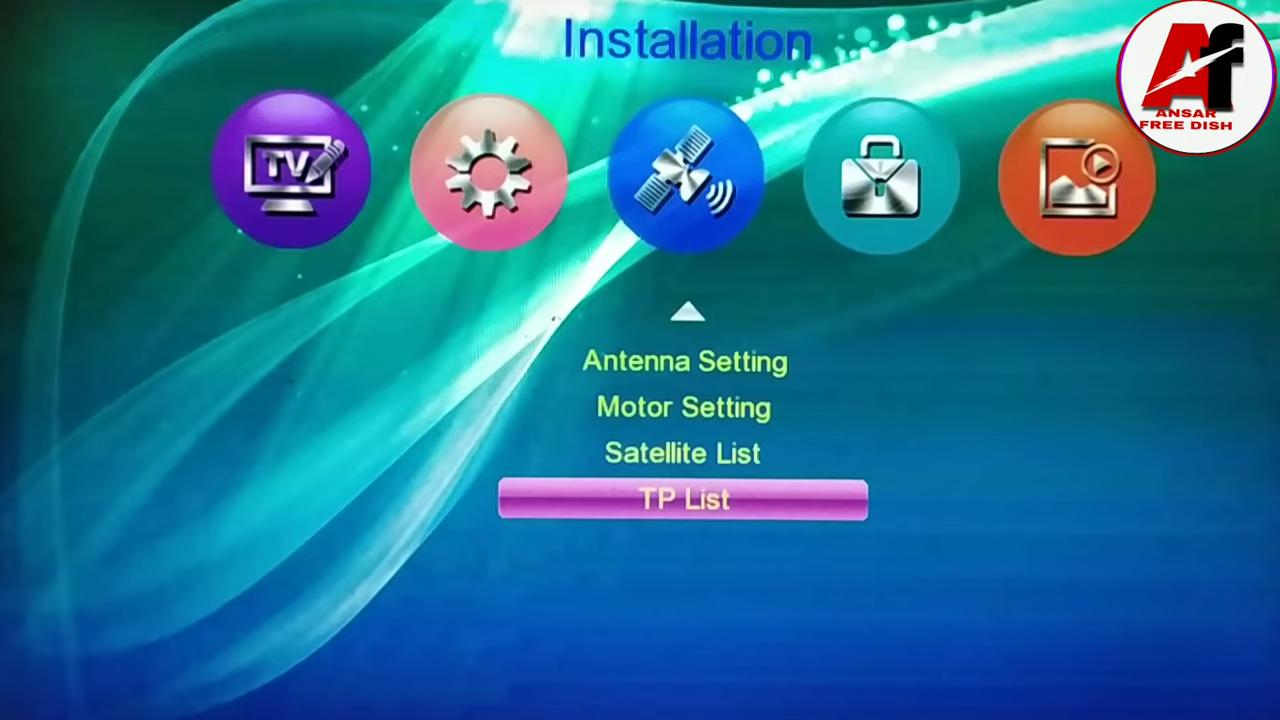 Installation
TV
Af
ANSAR
FREE DISH
Antenna Setting
Motor Setting
Satellite List
TP List